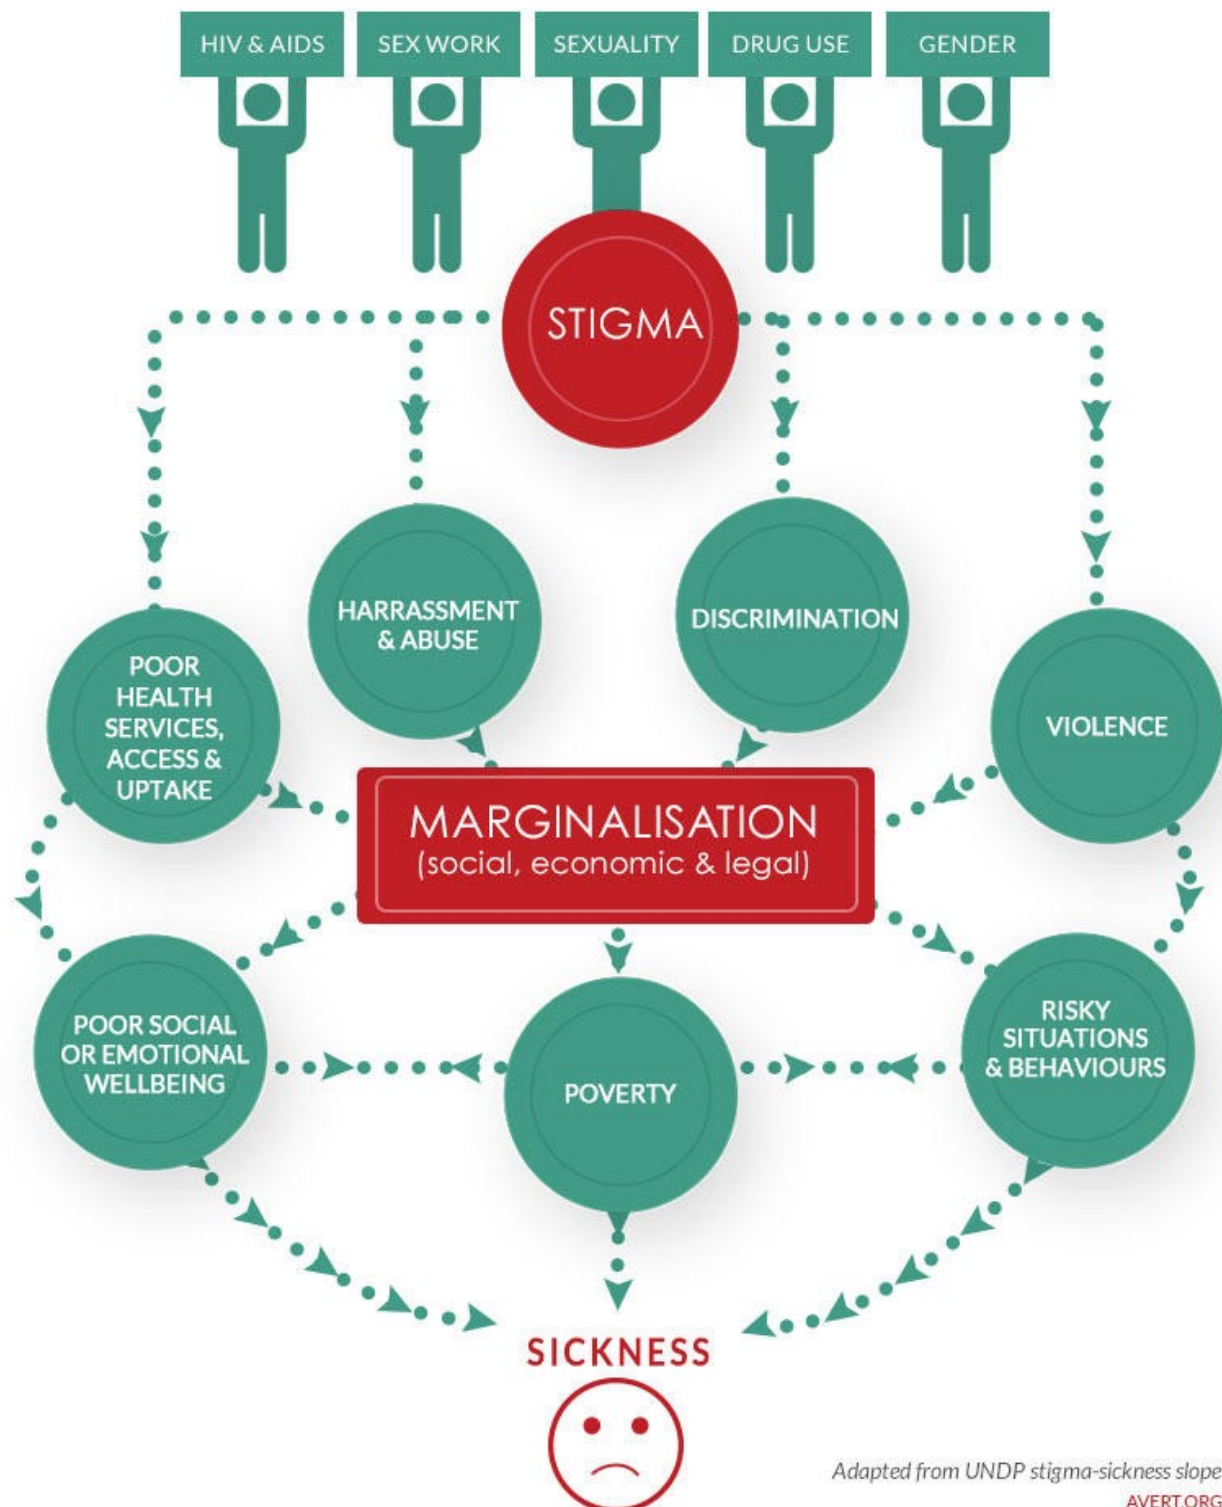 HIV & AIDS
SEX WORK
SEXUALITY
DRUG USE
GENDER
STIGMA
HARRASSMENT
& ABUSE
DISCRIMINATION
POOR
HEALTH
SERVICES,
ACCESS &
UPTAKE
VIOLENCE
MARGINALISATION
(social, economic & legal)
POOR SOCIAL
OR EMOTIONAL
WELLBEING
POVERTY
RISKY
SITUATIONS
& BEHAVIOURS
SICKNESS
Adapted from UNDP stigma-sickness slope
AVERT.ORG